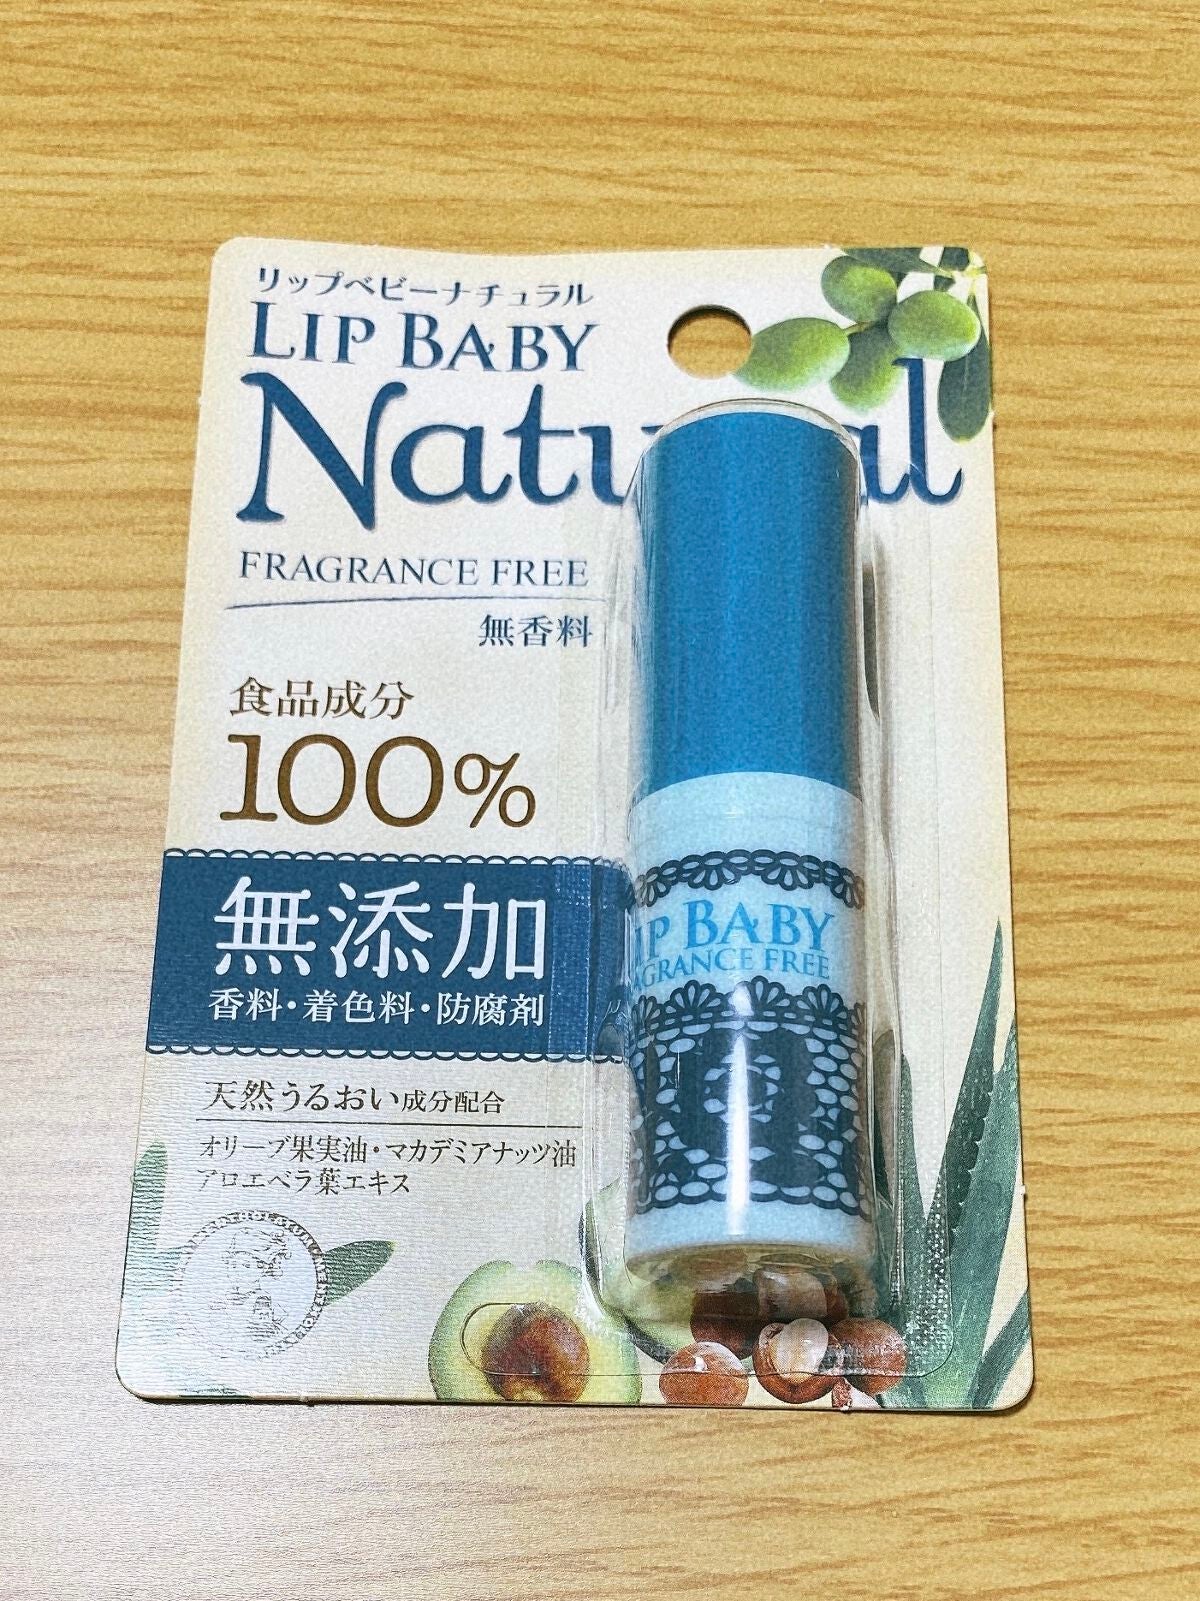 リップベビーナチュラル
LIP BABY
Natural
FRAGRANCE FREE
無香料
食品成分
100%
無添加
香料・着色料・防腐剤
天然うるおい成分配合
オリーブ果実油・マカデミアナッツ油
アロエベラ葉エキス
LIP BABY
FRAGRANCE FREE